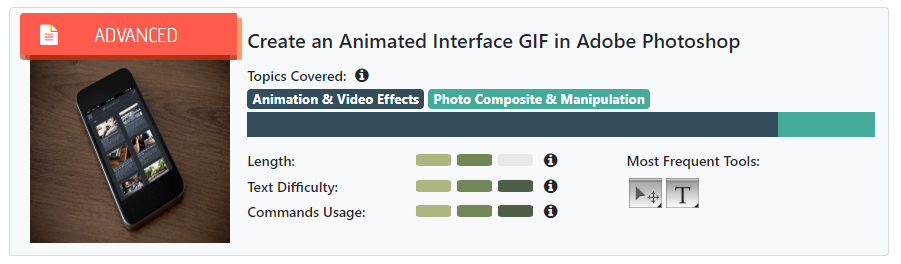 ADVANCED
Create an Animated Interface GIF in Adobe Photoshop
Topics Covered:
Animation & Video Effects
Photo Composite & Manipulation
Length:
Text Difficulty:
Commands Usage:
Most Frequent Tools:
T